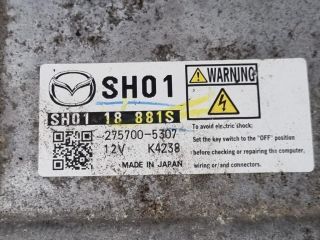 SH01
SH01 18 881S
275700-5307
12V K4238
MADE IN JAPAN
WARNING
To avoid electric shock:
Set the key switch to the "OFF" position
before checking or repairing the computer,
wiring or and connectors.